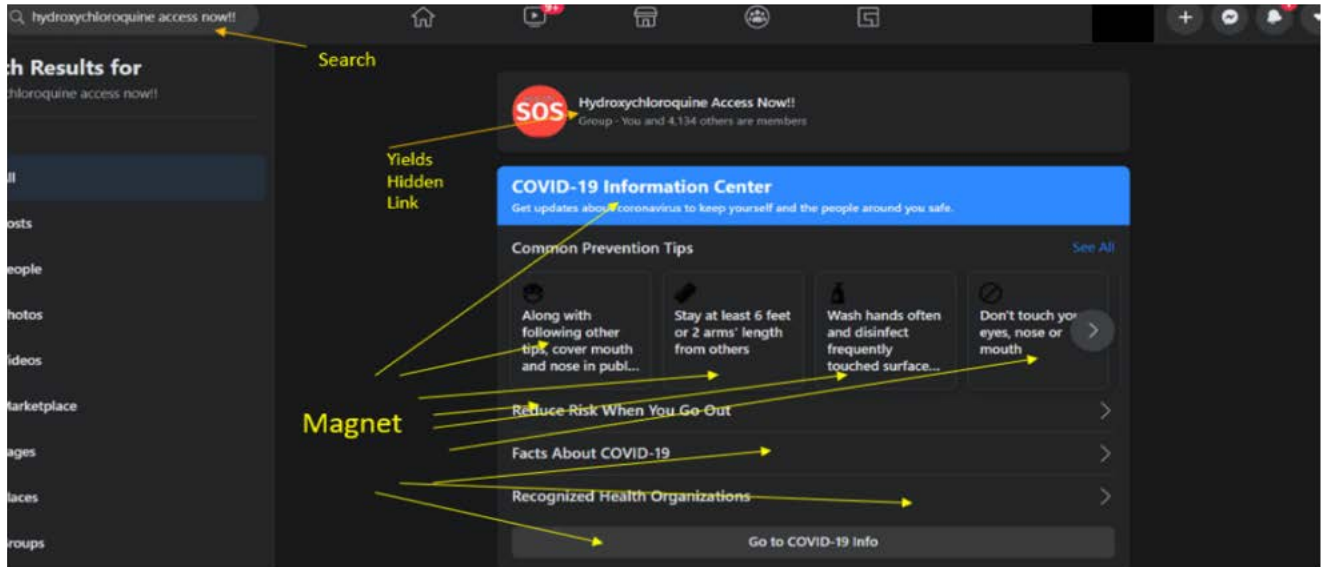 hydroxychloroquine access now!!
9+
Search
h Results for
chloroquine access now!!
SOS
Hydroxychloroquine Access Now!!
Group · You and 4,134 others are members
Yields
Hidden
Link
COVID-19 Information Center
Get updates about coronavirus to keep yourself and the people around you safe.
Common Prevention Tips
See All
Along with
following other
tips, cover mouth
and nose in publ...
Stay at least 6 feet
or 2 arms' length
from others
Wash hands often
and disinfect
frequently
touched surface...
Don't touch your
eyes, nose or
mouth
Magnet
Reduce Risk When You Go Out
Facts About COVID-19
Recognized Health Organizations
Go to COVID-19 Info
ll
osts
eople
hotos
ideos
arketplace
ages
laces
roups